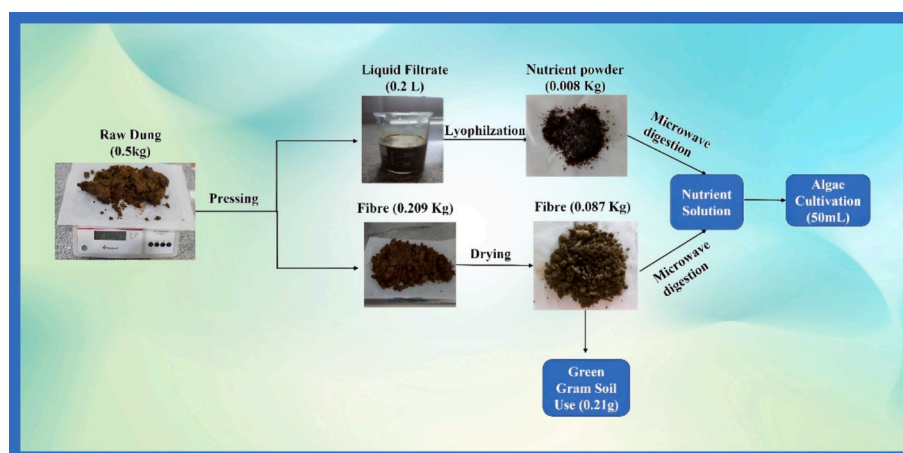 Raw Dung
(0.5kg)
Pressing
Liquid Filtrate
(0.2 L)
Lyophilzation
Nutrient powder
(0.008 Kg)
Microwave
digestion
Fibre (0.209 Kg)
Drying
Fibre (0.087 Kg)
Microwave
digestion
Nutrient
Solution
Algae
Cultivation
(50mL)
Green
Gram Soil
Use (0.21g)